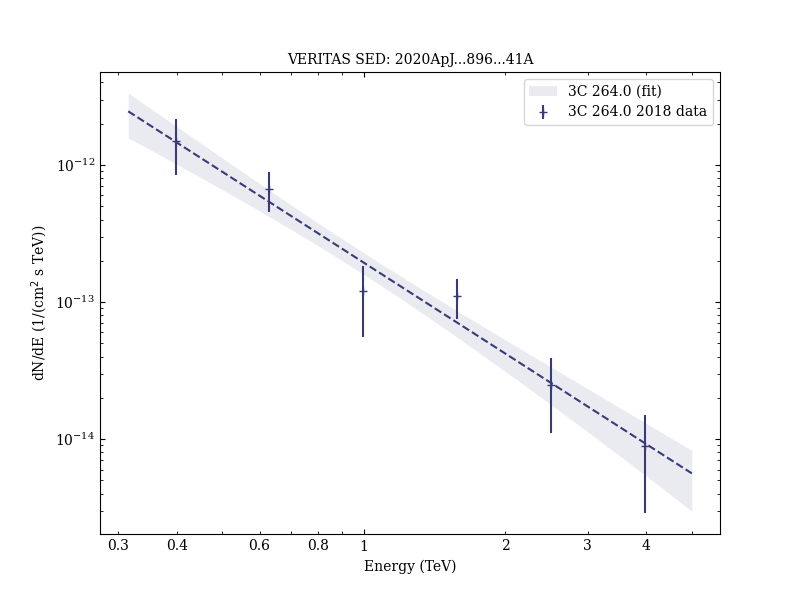 VERITAS SED: 2020ApJ...896...41A
3C 264.0 (fit)
3C 264.0 2018 data
dN/dE (1/(cm² s TeV))
10⁻¹²
10⁻¹³
10⁻¹⁴
0.3 0.4 0.6 0.8 1 2 3 4
Energy (TeV)